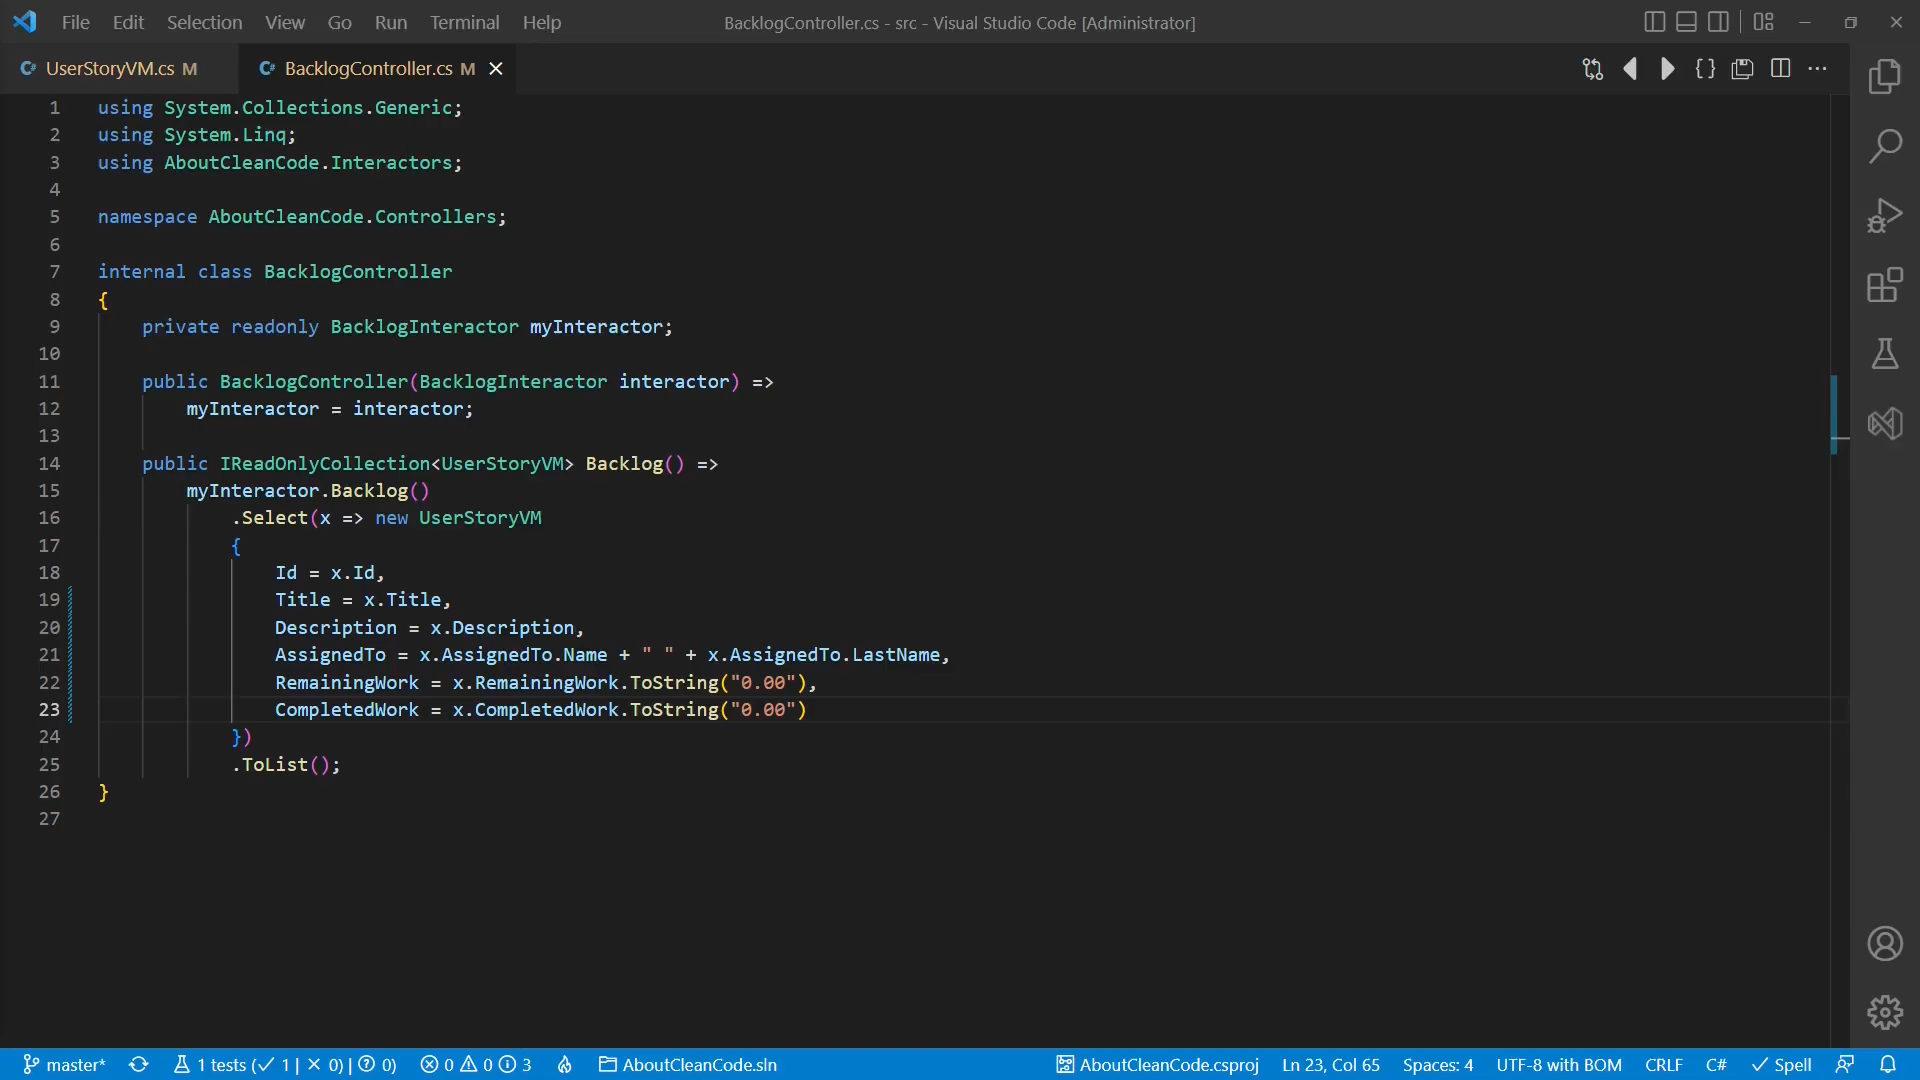 File Edit Selection View Go Run Terminal Help
BacklogController.cs - src - Visual Studio Code [Administrator]
C# UserStoryVM.cs M
C# BacklogController.cs M
1 using System.Collections.Generic;
2 using System.Linq;
3 using AboutCleanCode.Interactors;
4
5 namespace AboutCleanCode.Controllers;
6
7 internal class BacklogController
8 {
9 private readonly BacklogInteractor myInteractor;
10
11 public BacklogController(BacklogInteractor interactor) =>
12 myInteractor = interactor;
13
14 public IReadOnlyCollection<UserStoryVM> Backlog() =>
15 myInteractor.Backlog()
16 .Select(x => new UserStoryVM
17 {
18 Id = x.Id,
19 Title = x.Title,
20 Description = x.Description,
21 AssignedTo = x.AssignedTo.Name + " " + x.AssignedTo.LastName,
22 RemainingWork = x.RemainingWork.ToString("0.00"),
23 CompletedWork = x.CompletedWork.ToString("0.00")
24 })
25 .ToList();
26 }
27
master* 1 tests (✓ 1 | ✕ 0) | ? 0) 0 0 3 AboutCleanCode.sln AboutCleanCode.csproj Ln 23, Col 65 Spaces: 4 UTF-8 with BOM CRLF C# ✓ Spell